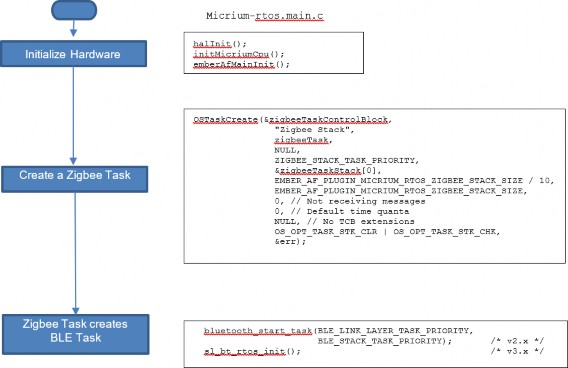 Micrium-rtos.main.c
Initialize Hardware
halInit();
initMicriumCpu();
emberAfMainInit();
Create a Zigbee Task
OSTaskCreate(&zigbeeTaskControlBlock,
"Zigbee Stack",
zigbeeTask,
NULL,
ZIGBEE_STACK_TASK_PRIORITY,
&zigbeeTaskStack[0],
EMBER_AF_PLUGIN_MICRIUM_RTOS_ZIGBEE_STACK_SIZE / 10,
EMBER_AF_PLUGIN_MICRIUM_RTOS_ZIGBEE_STACK_SIZE,
0, // Not receiving messages
0, // Default time quanta
NULL, // No TCB extensions
OS_OPT_TASK_STK_CLR | OS_OPT_TASK_STK_CHK,
&err);
Zigbee Task creates
BLE Task
bluetooth_start_task(BLE_LINK_LAYER_TASK_PRIORITY,
BLE_STACK_TASK_PRIORITY); /* v2.x */
sl_bt_rtos_init(); /* v3.x */